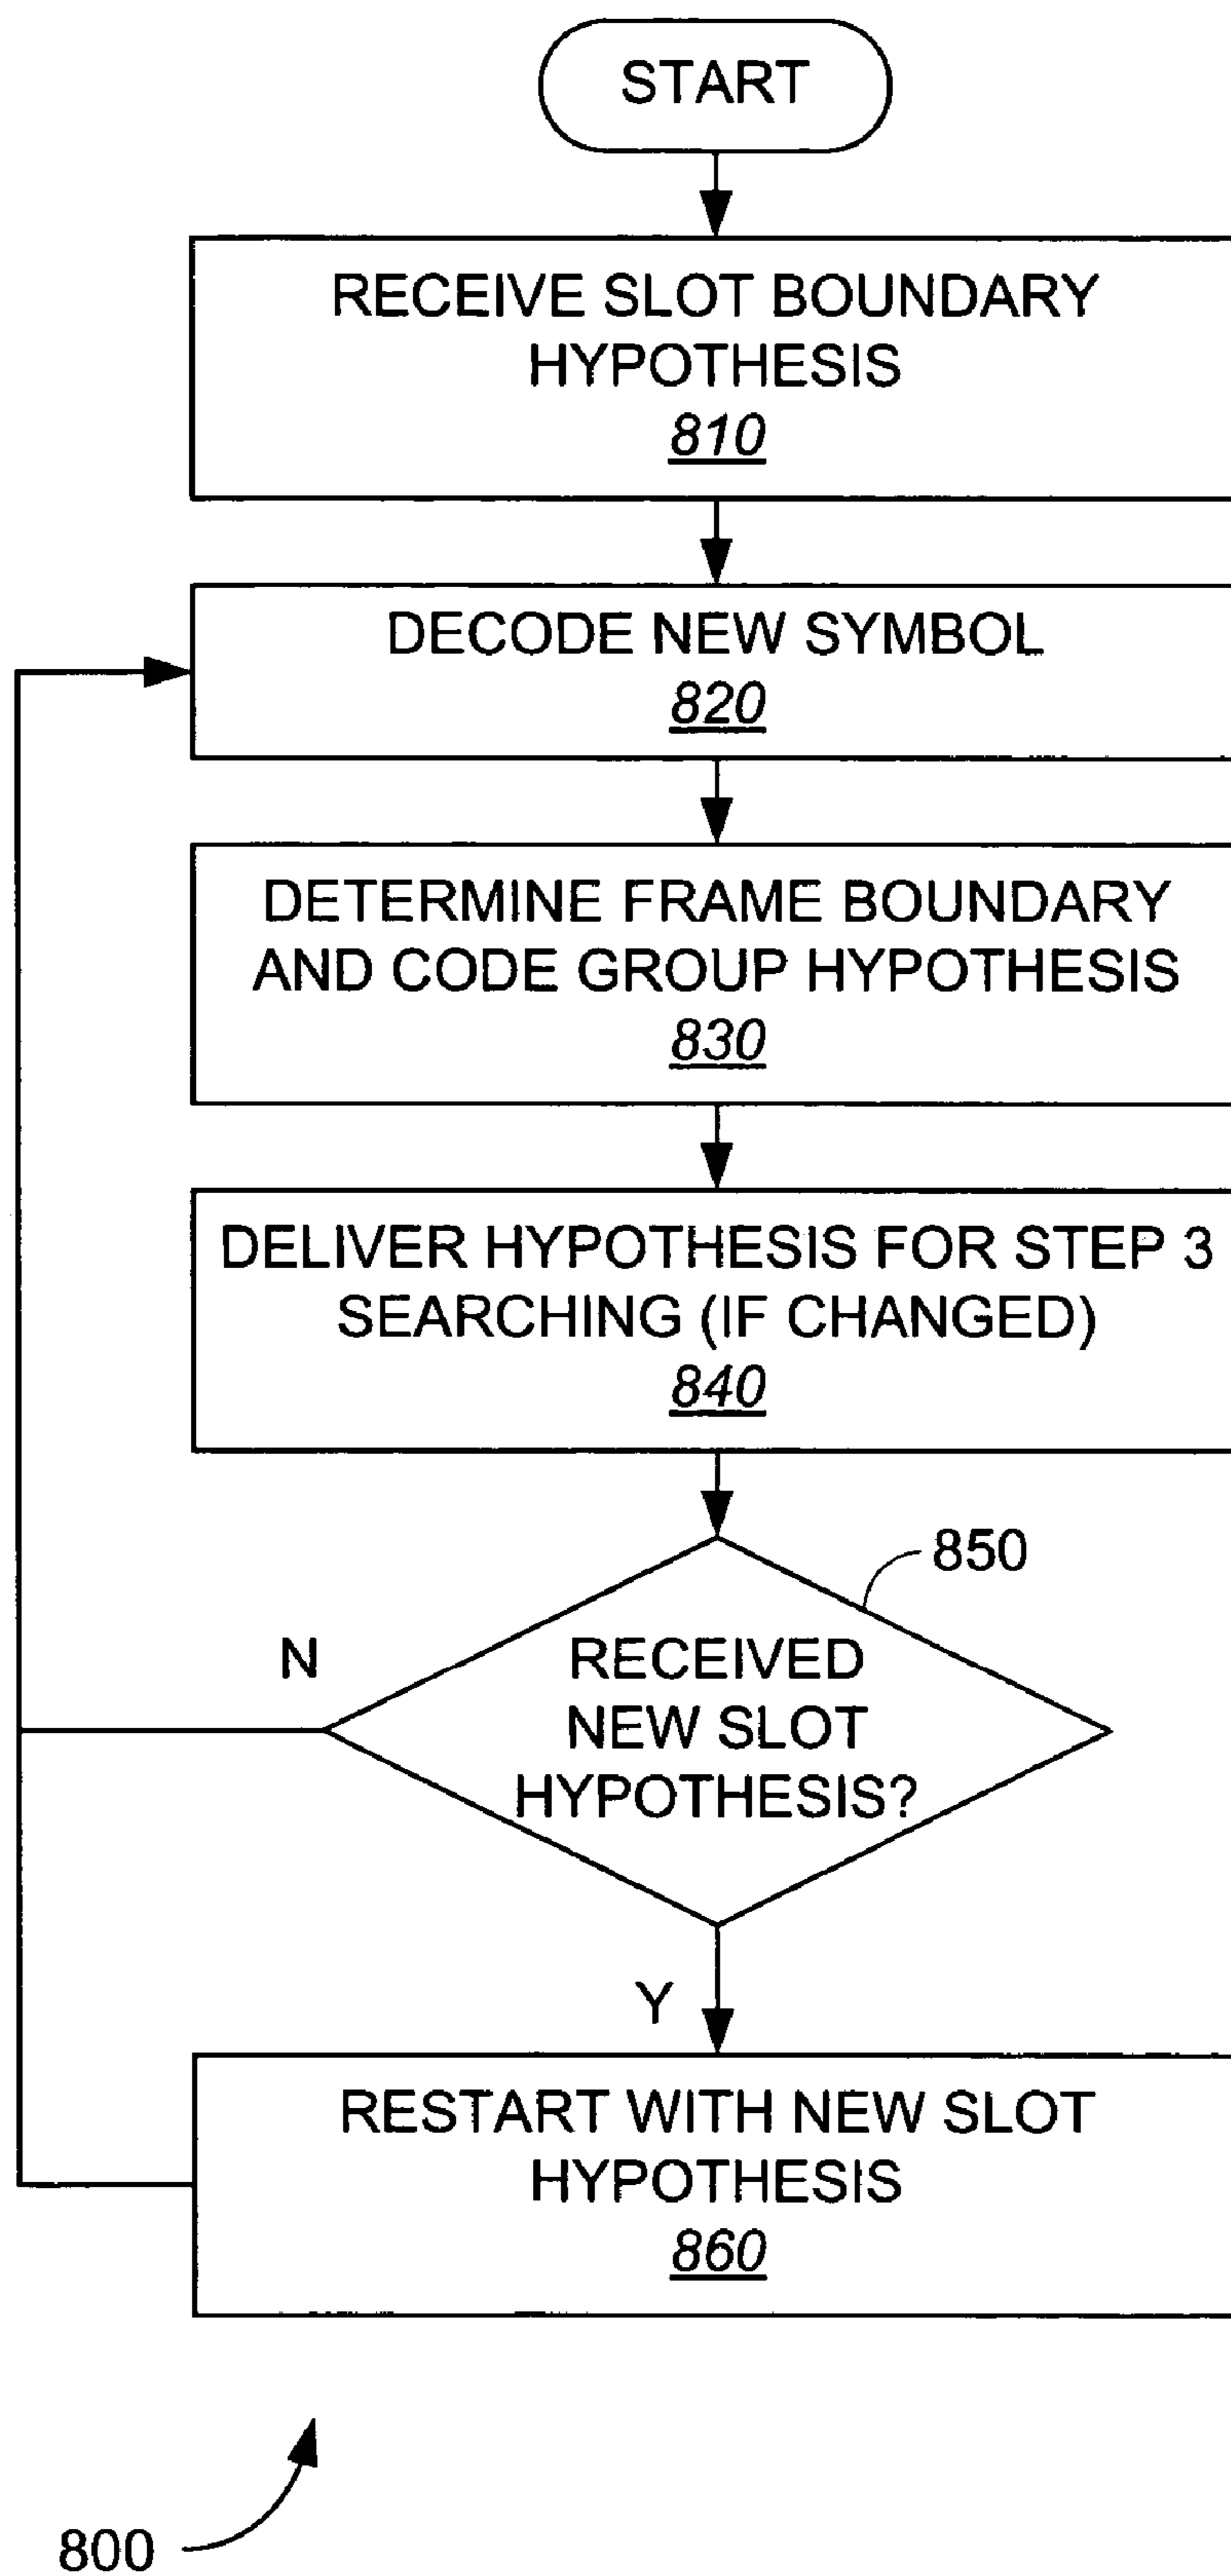 START
RECEIVE SLOT BOUNDARY
HYPOTHESIS
810
DECODE NEW SYMBOL
820
DETERMINE FRAME BOUNDARY
AND CODE GROUP HYPOTHESIS
830
DELIVER HYPOTHESIS FOR STEP 3
SEARCHING (IF CHANGED)
840
850
N
RECEIVED
NEW SLOT
HYPOTHESIS?
Y
RESTART WITH NEW SLOT
HYPOTHESIS
860
800